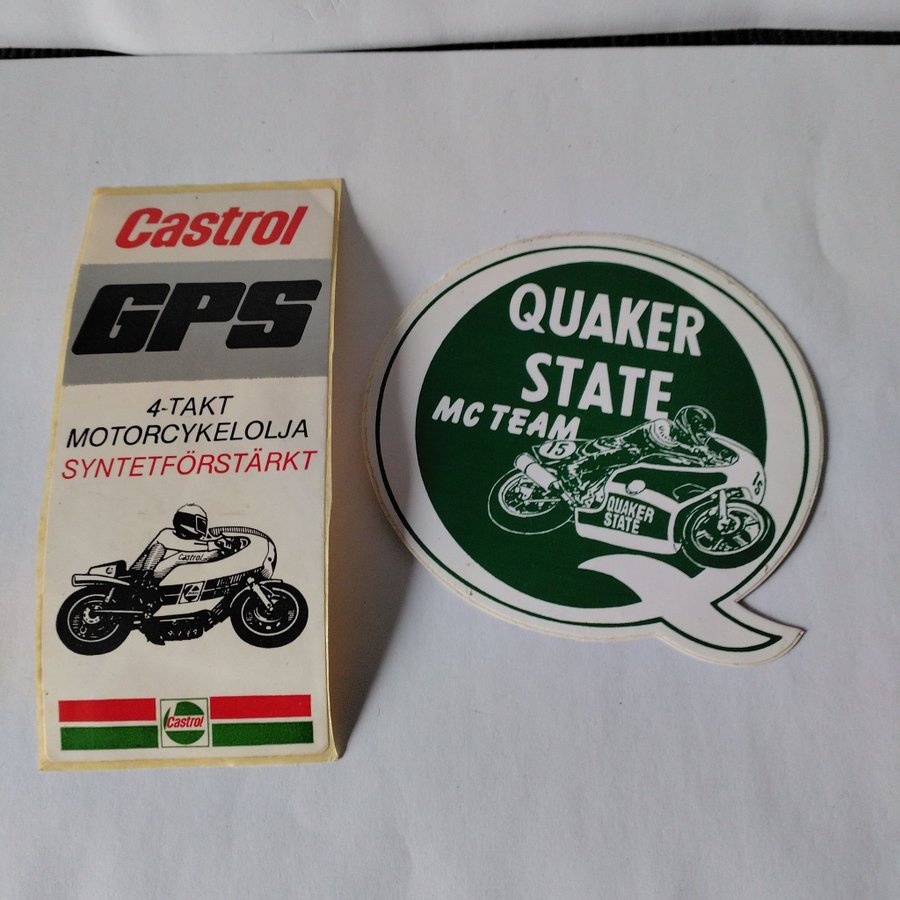 Castrol
GPS
4-TAKT
MOTORCYKELOLJA
SYNTETFÖRSTÄRKT
Castrol
Castrol
QUAKER
STATE
MC TEAM
15
15
QUAKER
STATE